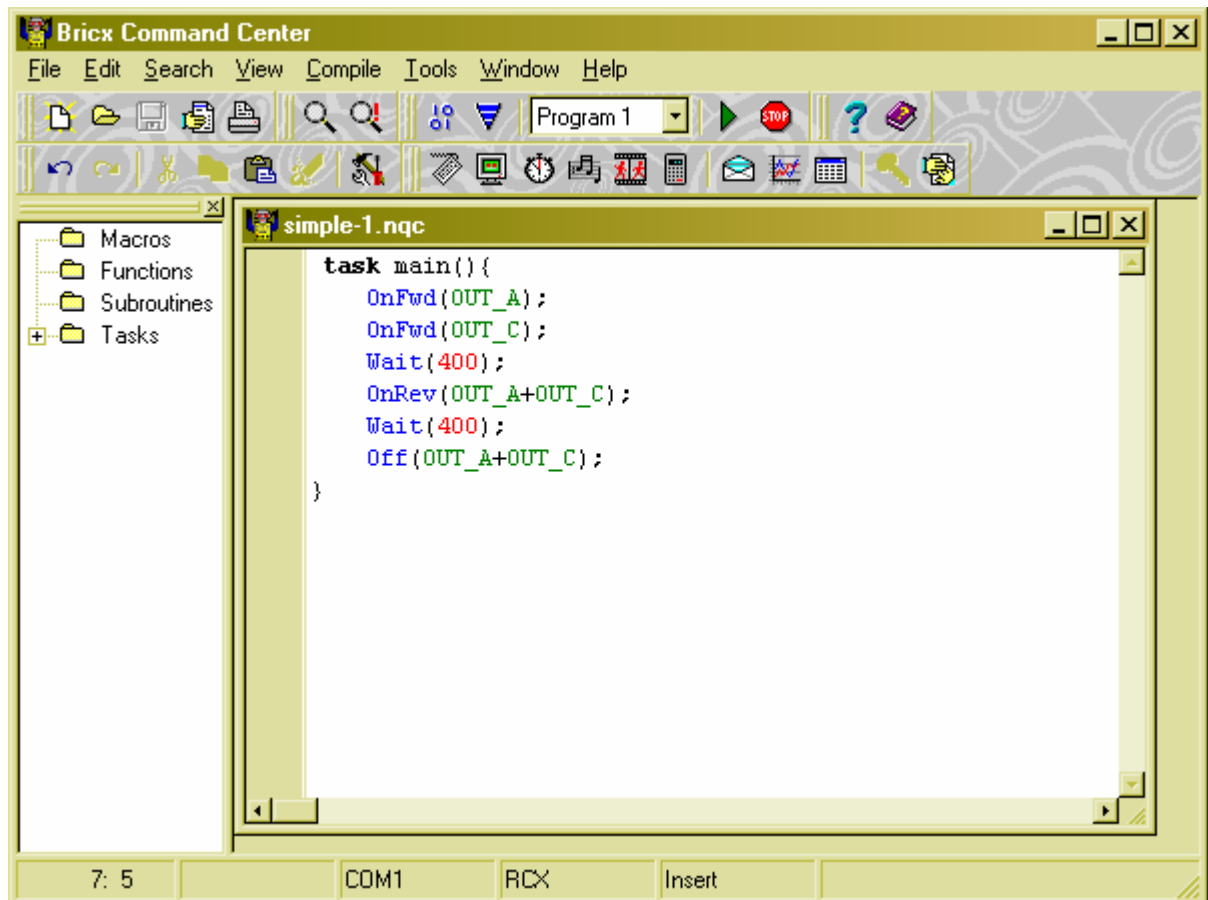 Bricx Command Center
File Edit Search View Compile Tools Window Help
Program 1
STOP
Macros
Functions
Subroutines
Tasks
simple-1.nqc
task main(){
OnFwd(OUT_A);
OnFwd(OUT_C);
Wait(400);
OnRev(OUT_A+OUT_C);
Wait(400);
Off(OUT_A+OUT_C);
}
7: 5 COM1 RCX Insert